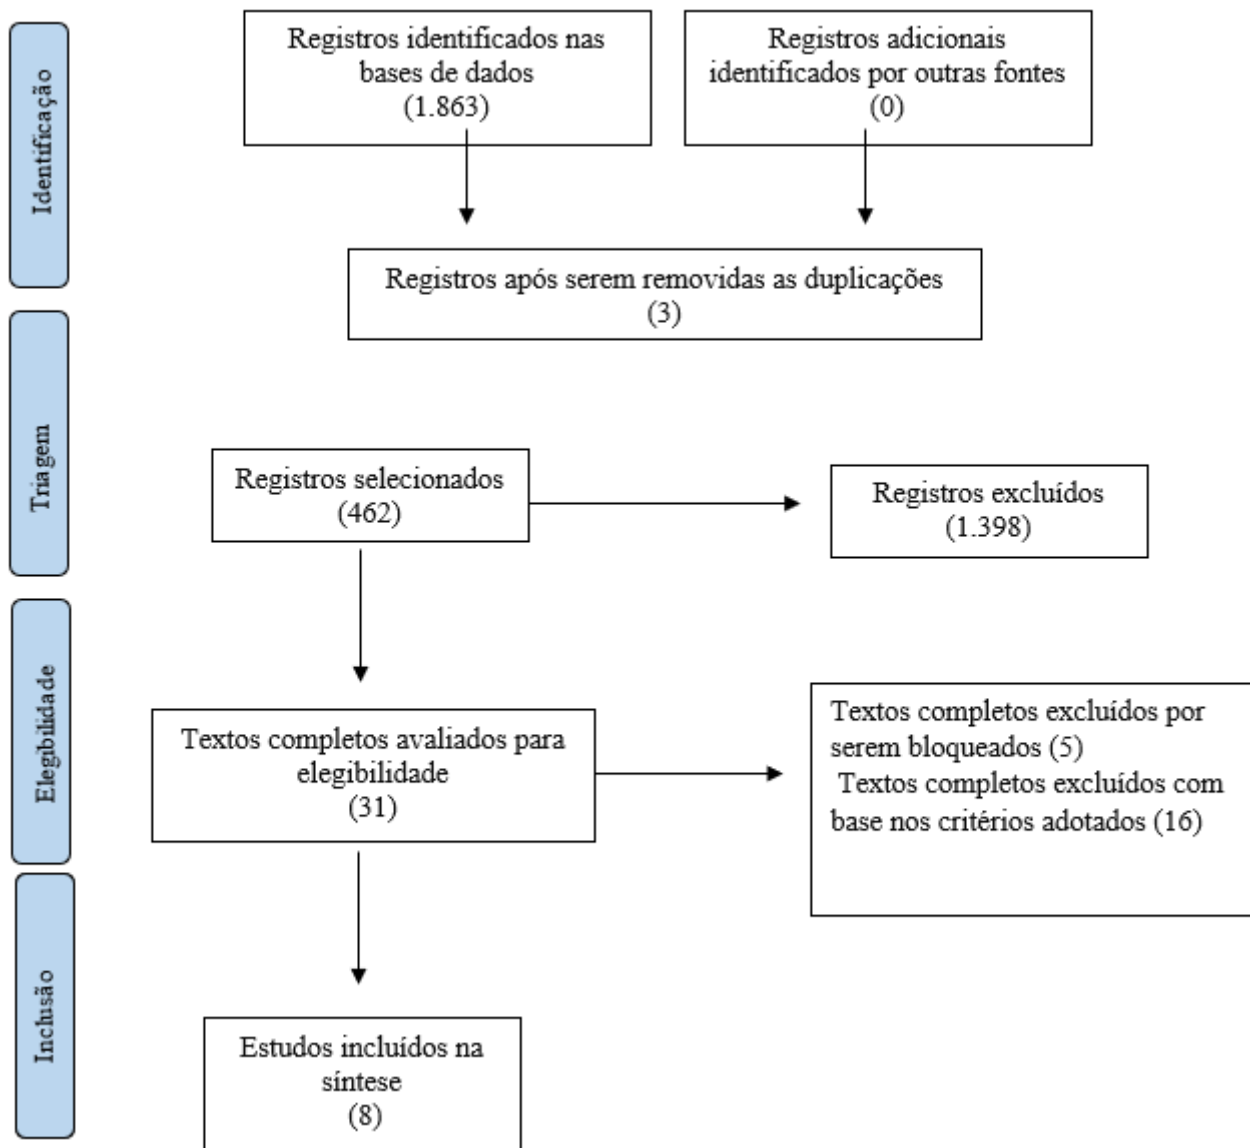 Identificação
Registros identificados nas
bases de dados
(1.863)
Registros adicionais
identificados por outras fontes
(0)
Registros após serem removidas as duplicações
(3)
Triagem
Registros selecionados
(462)
Registros excluídos
(1.398)
Elegibilidade
Textos completos avaliados para
elegibilidade
(31)
Textos completos excluídos por
serem bloqueados (5)
Textos completos excluídos com
base nos critérios adotados (16)
Inclusão
Estudos incluídos na
síntese
(8)